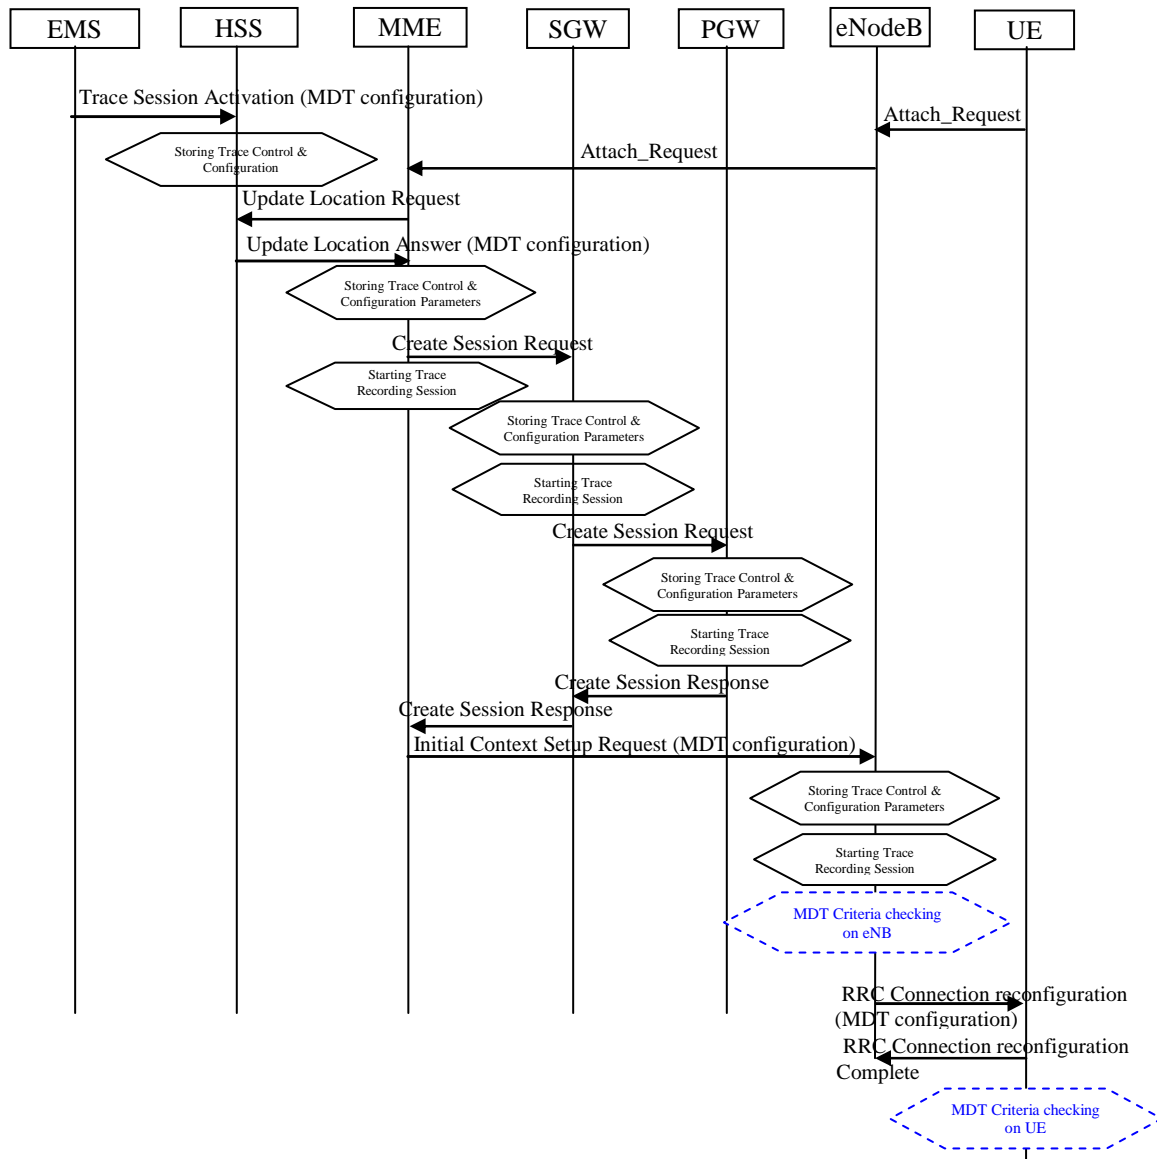 EMS
HSS
MME
SGW
PGW
eNodeB
UE
Trace Session Activation (MDT configuration)
Attach_Request
Storing Trace Control &
Configuration
Attach_Request
Update Location Request
Update Location Answer (MDT configuration)
Storing Trace Control &
Configuration Parameters
Create Session Request
Starting Trace
Recording Session
Storing Trace Control &
Configuration Parameters
Starting Trace
Recording Session
Create Session Request
Storing Trace Control &
Configuration Parameters
Starting Trace
Recording Session
Create Session Response
Create Session Response
Initial Context Setup Request (MDT configuration)
Storing Trace Control &
Configuration Parameters
Starting Trace
Recording Session
MDT Criteria checking
on eNB
RRC Connection reconfiguration
(MDT configuration)
RRC Connection reconfiguration
Complete
MDT Criteria checking
on UE